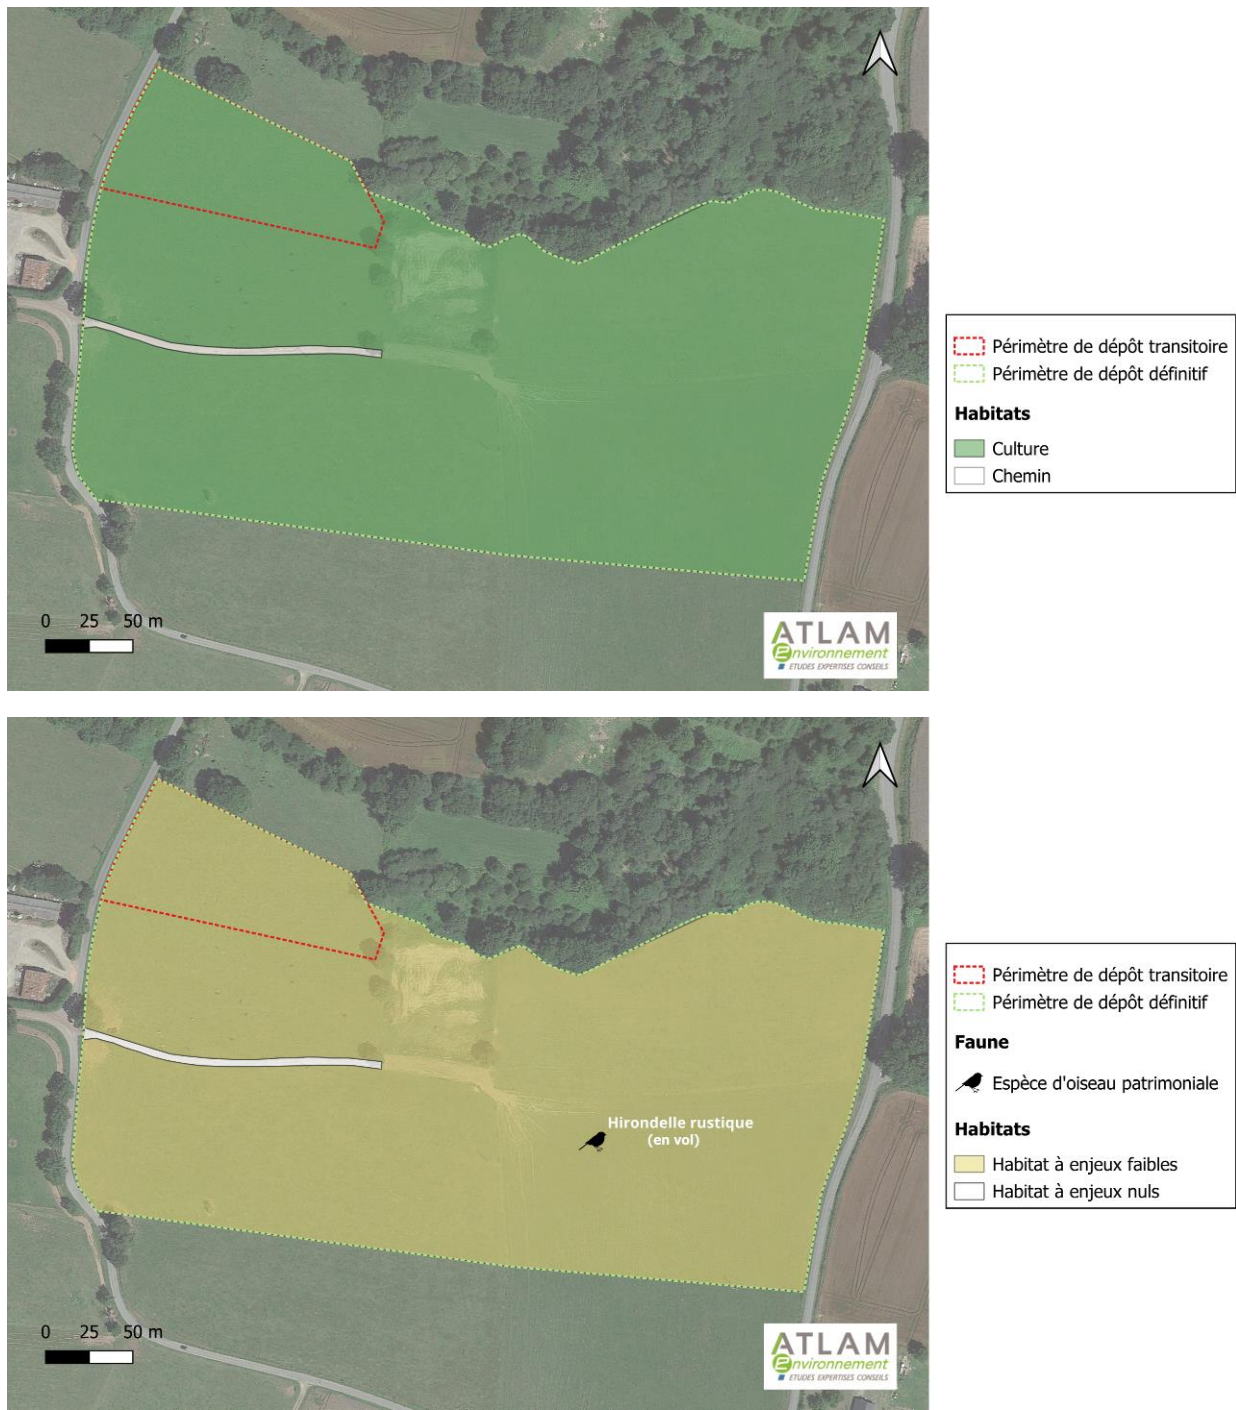 Périmètre de dépôt transitoire
Périmètre de dépôt définitif
Habitats
Culture
Chemin
0 25 50 m
ATLAM
environnement
ETUDES EXPERTISES CONSEILS
Hirondelle rustique
(en vol)
Périmètre de dépôt transitoire
Périmètre de dépôt définitif
Faune
Espèce d'oiseau patrimoniale
Habitats
Habitat à enjeux faibles
Habitat à enjeux nuls
0 25 50 m
ATLAM
environnement
ETUDES EXPERTISES CONSEILS